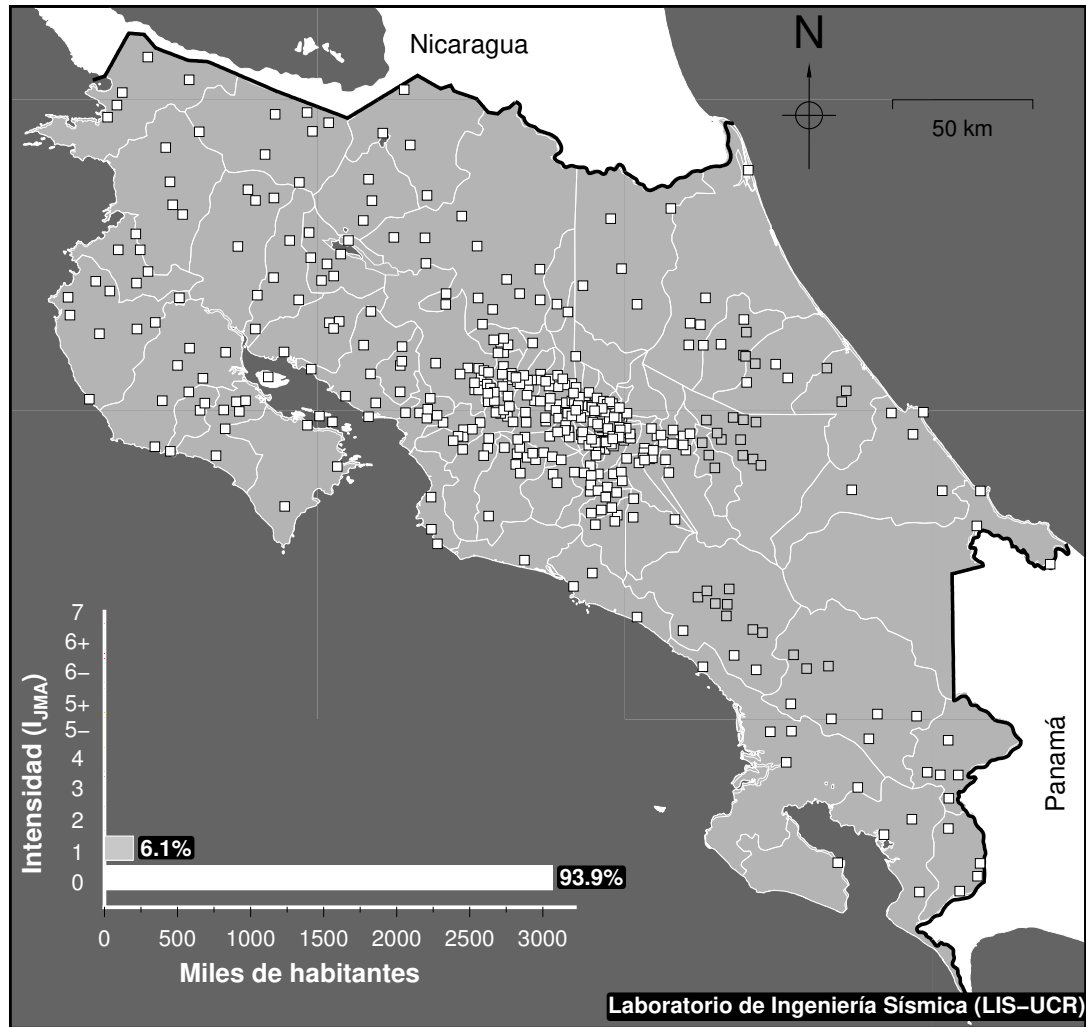 Nicaragua
N
50 km
Panamá
Intensidad (I_JMA)
7
6+
6−
5+
5−
4
3
2
1
0
6.1%
93.9%
0 500 1000 1500 2000 2500 3000
Miles de habitantes
Laboratorio de Ingeniería Sísmica (LIS−UCR)